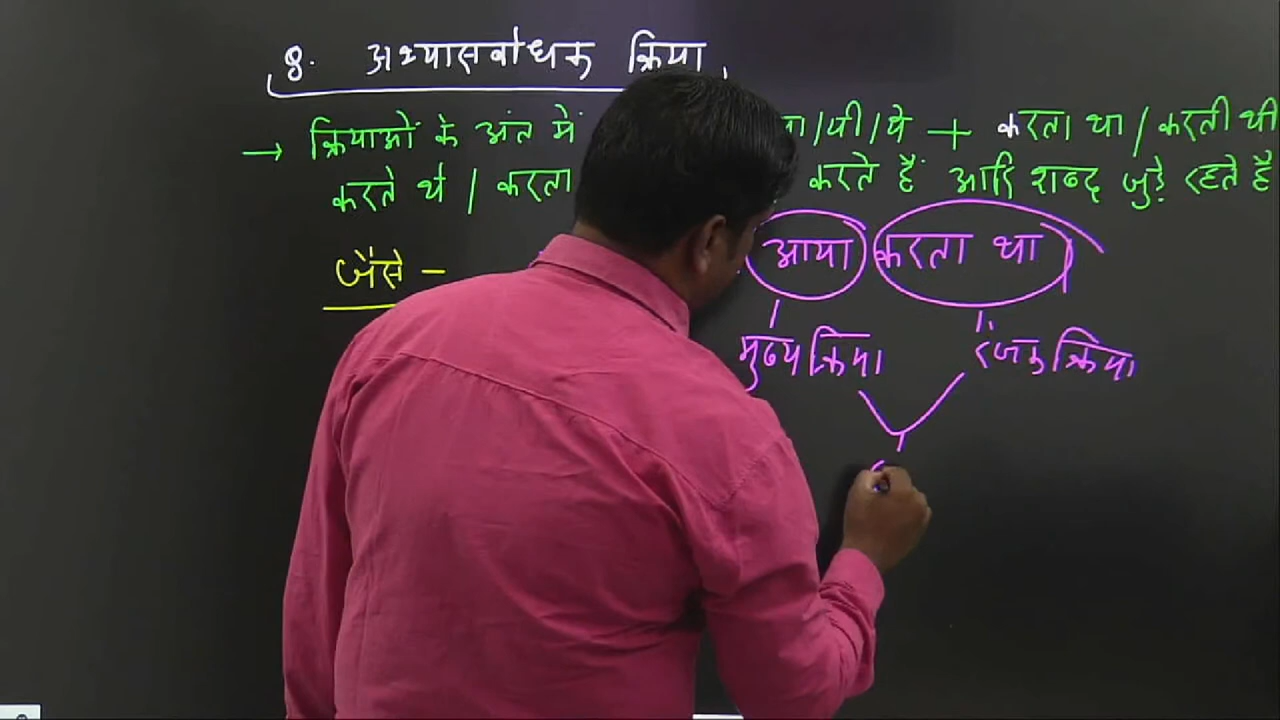 8. अभ्यासबोधक क्रिया
→ क्रियाओं के अंत में या/यी/ये + करता था / करती थी
करते थे / करता करते हैं आदि शब्द जुड़े रहते हैं
जैसे - आया करता था
मुख्य क्रिया रंजक क्रिया